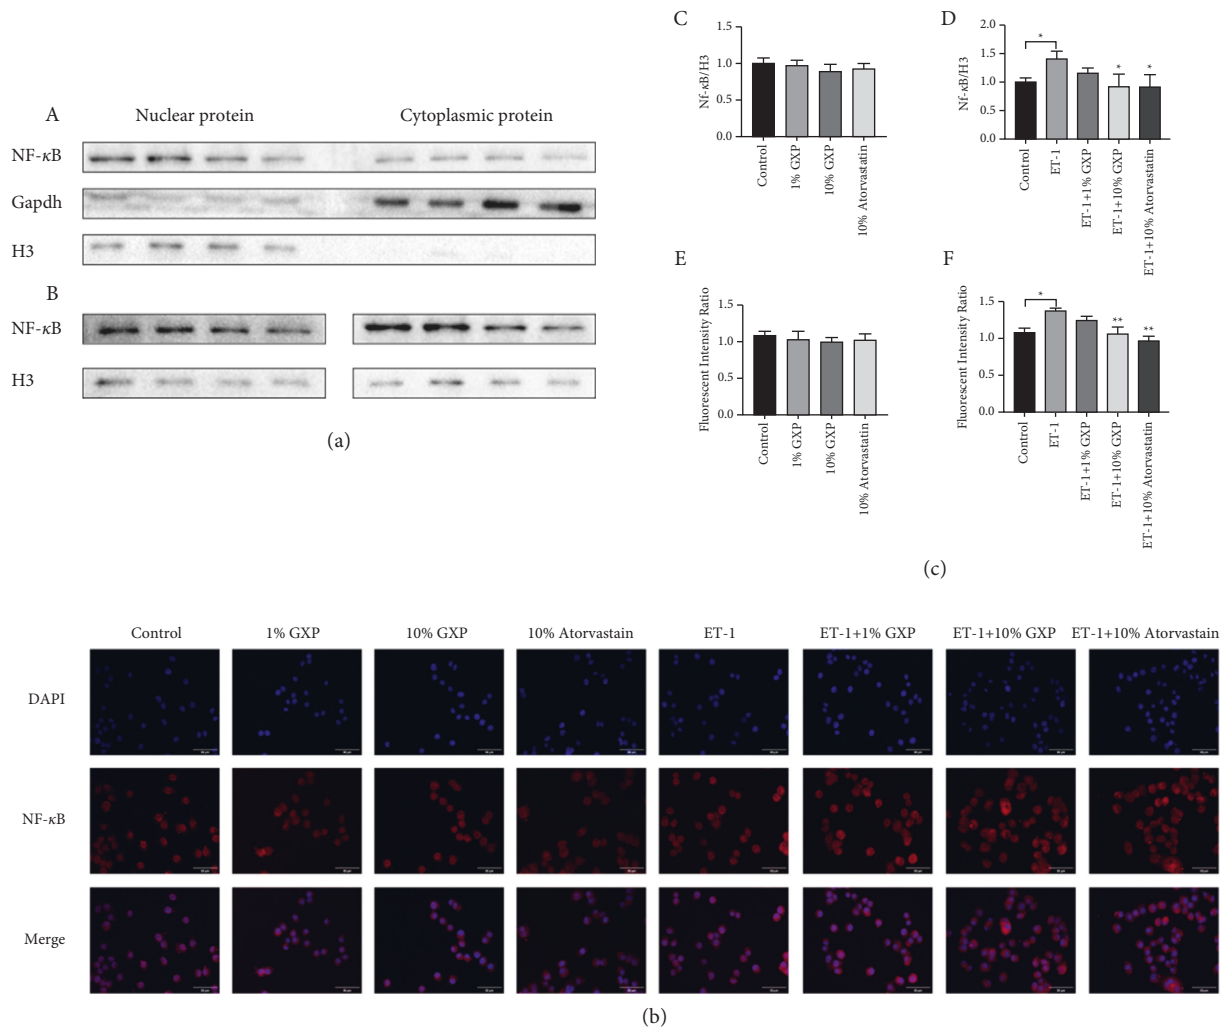 A
Nuclear protein
Cytoplasmic protein
NF-κB
Gapdh
H3
B
NF-κB
H3
(a)
C
Nf-κB/H3
1.5
1.0
0.5
0.0
Control
1% GXP
10% GXP
10% Atorvastatin
D
Nf-κB/H3
2.0
1.5
1.0
0.5
0.0
*
*
*
Control
ET-1
ET-1+1% GXP
ET-1+10% GXP
ET-1+10% Atorvastatin
E
Fluorescent Intensity Ratio
1.5
1.0
0.5
0.0
Control
1% GXP
10% GXP
10% Atorvastatin
F
Fluorescent Intensity Ratio
1.5
1.0
0.5
0.0
*
**
**
Control
ET-1
ET-1+1% GXP
ET-1+10% GXP
ET-1+10% Atorvastatin
(c)
Control
1% GXP
10% GXP
10% Atorvastain
ET-1
ET-1+1% GXP
ET-1+10% GXP
ET-1+10% Atorvastain
DAPI
NF-κB
Merge
(b)